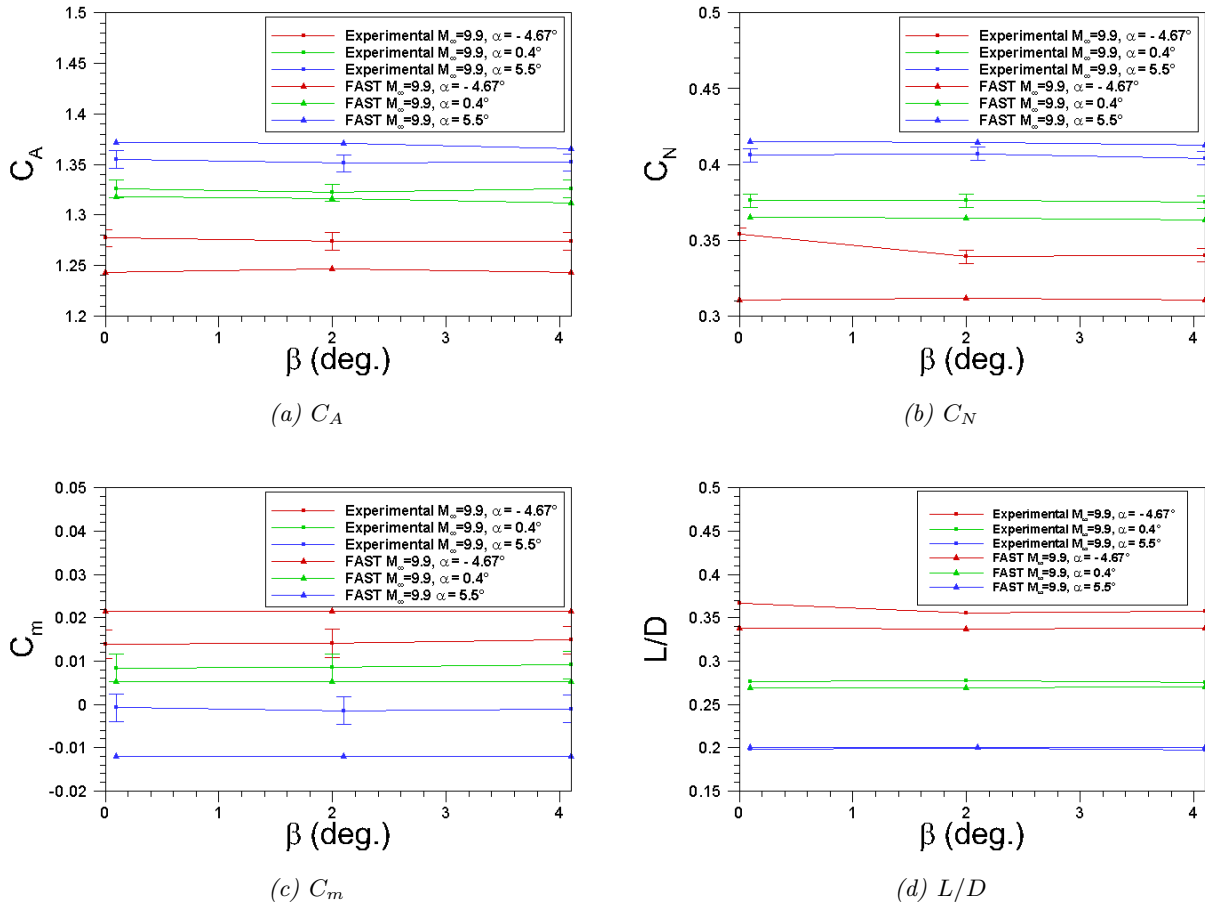 1.5
1.45
1.4
1.35
1.3
1.25
1.2
C_A
Experimental M∞=9.9, α = - 4.67°
Experimental M∞=9.9, α = 0.4°
Experimental M∞=9.9, α = 5.5°
FAST M∞=9.9, α = - 4.67°
FAST M∞=9.9, α = 0.4°
FAST M∞=9.9, α = 5.5°
0 1 2 3 4
β (deg.)
(a) C_A
0.5
0.45
0.4
0.35
0.3
C_N
Experimental M∞=9.9, α = - 4.67°
Experimental M∞=9.9, α = 0.4°
Experimental M∞=9.9, α = 5.5°
FAST M∞=9.9, α = - 4.67°
FAST M∞=9.9, α = 0.4°
FAST M∞=9.9, α = 5.5°
0 1 2 3 4
β (deg.)
(b) C_N
0.05
0.04
0.03
0.02
0.01
0
-0.01
-0.02
C_m
Experimental M∞=9.9, α = - 4.67°
Experimental M∞=9.9, α = 0.4°
Experimental M∞=9.9, α = 5.5°
FAST M∞=9.9, α = - 4.67°
FAST M∞=9.9, α = 0.4°
FAST M∞=9.9 α = 5.5°
0 1 2 3 4
β (deg.)
(c) C_m
0.5
0.45
0.4
0.35
0.3
0.25
0.2
0.15
L/D
Experimental M∞=9.9, α = - 4.67°
Experimental M∞=9.9, α = 0.4°
Experimental M∞=9.9, α = 5.5°
FAST M∞=9.9, α = - 4.67°
FAST M∞=9.9, α = 0.4°
FAST M∞=9.9, α = 5.5°
0 1 2 3 4
β (deg.)
(d) L/D